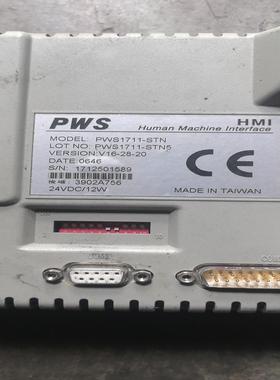 PWS
HMI
Human Machine Interface
MODEL: PWS1711-STN
LOT NO: PWS1711-STN5
VERSION:V16-28-20
DATE:0646
S/N: 1712501589
3902A756
24VDC/12W
MADE IN TAIWAN
CE